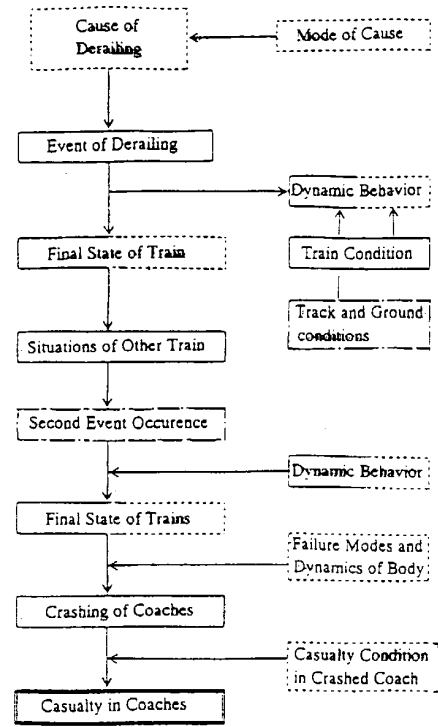 Cause of
Derailing
Mode of Cause
Event of Derailing
Dynamic Behavior
Final State of Train
Train Condition
Track and Ground
conditions
Situations of Other Train
Second Event Occurence
Dynamic Behavior
Final State of Trains
Failure Modes and
Dynamics of Body
Crashing of Coaches
Casualty Condition
in Crashed Coach
Casualty in Coaches